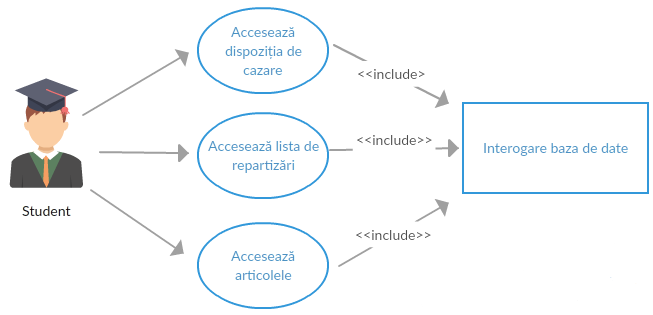 Accesează
dispoziția de
cazare
<<include>
Accesează lista de
repartizări
<<include>>
Interogare baza de date
Student
<<include>>
Accesează
articolele